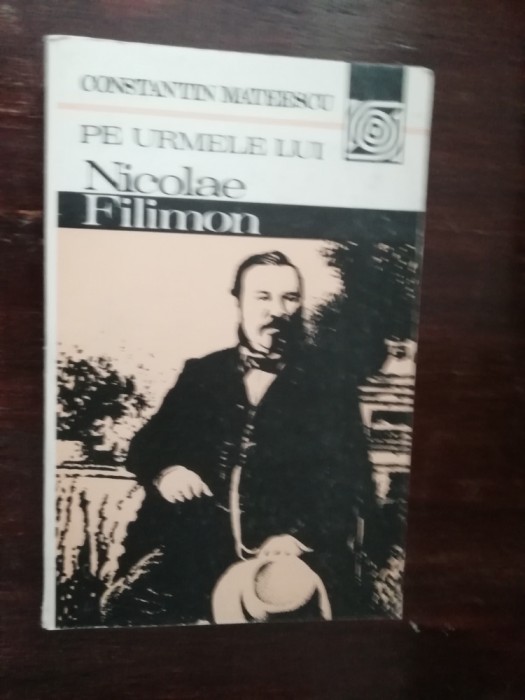 CONSTANTIN MATEESCU
PE URMELE LUI
Nicolae
Filimon